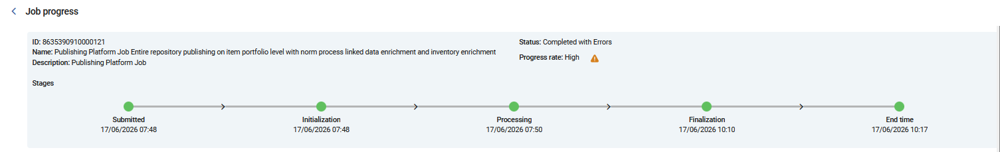 Job progress
ID: 8635390910000121
Name: Publishing Platform Job Entire repository publishing on item portfolio level with norm process linked data enrichment and inventory enrichment
Description: Publishing Platform Job
Status: Completed with Errors
Progress rate: High
Stages
Submitted
17/06/2026 07:48
Initialization
17/06/2026 07:48
Processing
17/06/2026 07:50
Finalization
17/06/2026 10:10
End time
17/06/2026 10:17